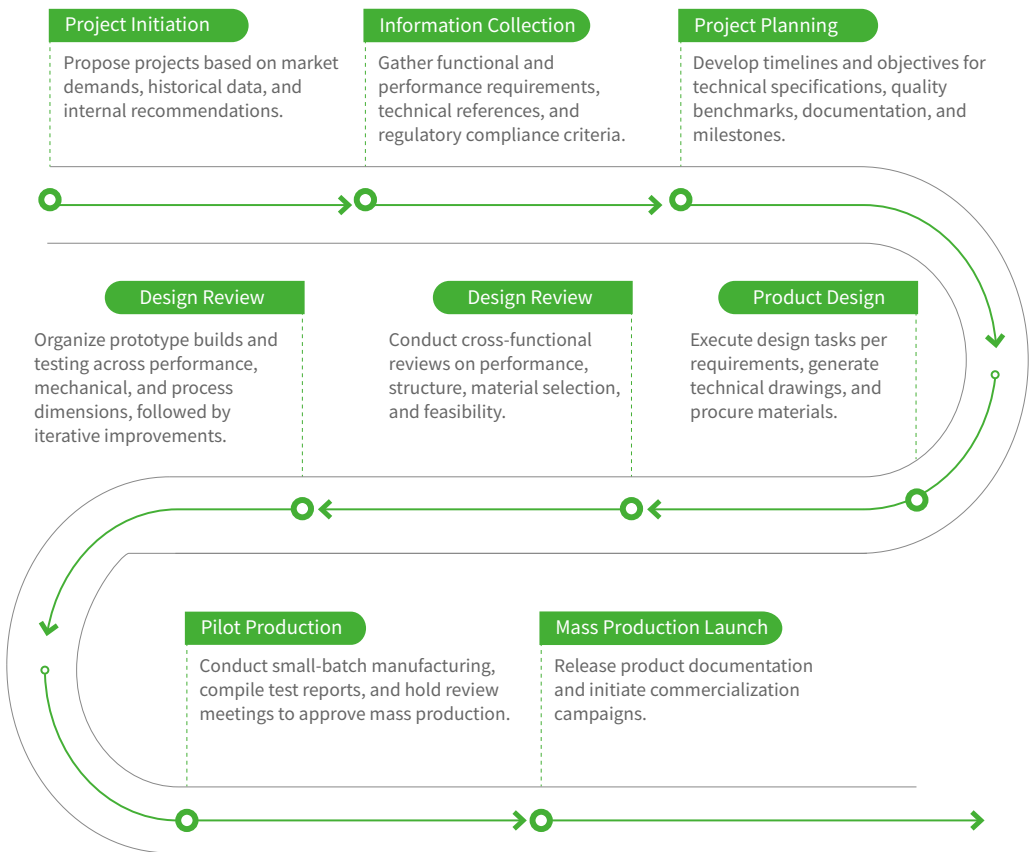 Project Initiation
Propose projects based on market
demands, historical data, and
internal recommendations.
Information Collection
Gather functional and
performance requirements,
technical references, and
regulatory compliance criteria.
Project Planning
Develop timelines and objectives for
technical specifications, quality
benchmarks, documentation, and
milestones.
Product Design
Execute design tasks per
requirements, generate
technical drawings, and
procure materials.
Design Review
Conduct cross-functional
reviews on performance,
structure, material selection,
and feasibility.
Design Review
Organize prototype builds and
testing across performance,
mechanical, and process
dimensions, followed by
iterative improvements.
Pilot Production
Conduct small-batch manufacturing,
compile test reports, and hold review
meetings to approve mass production.
Mass Production Launch
Release product documentation
and initiate commercialization
campaigns.